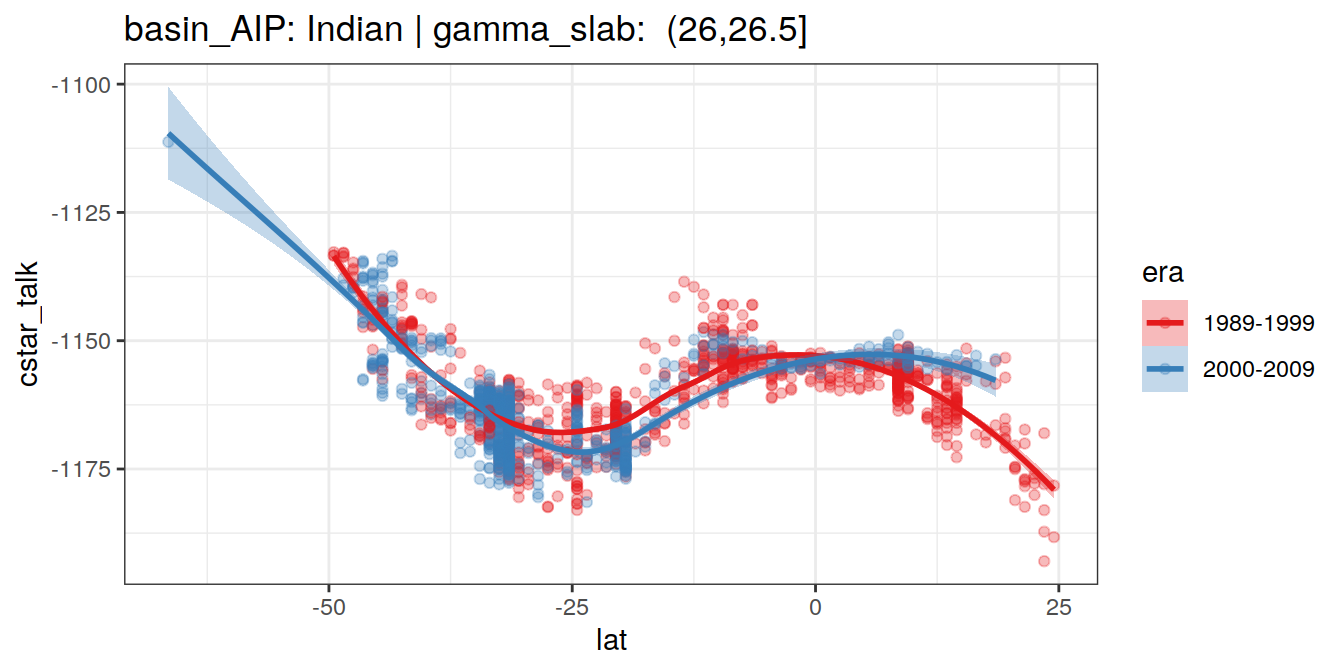 basin_AIP: Indian | gamma_slab:  (26,26.5]
-1100
-1125
-1150
-1175
cstar_talk
-50
-25
0
25
lat
era
1989-1999
2000-2009